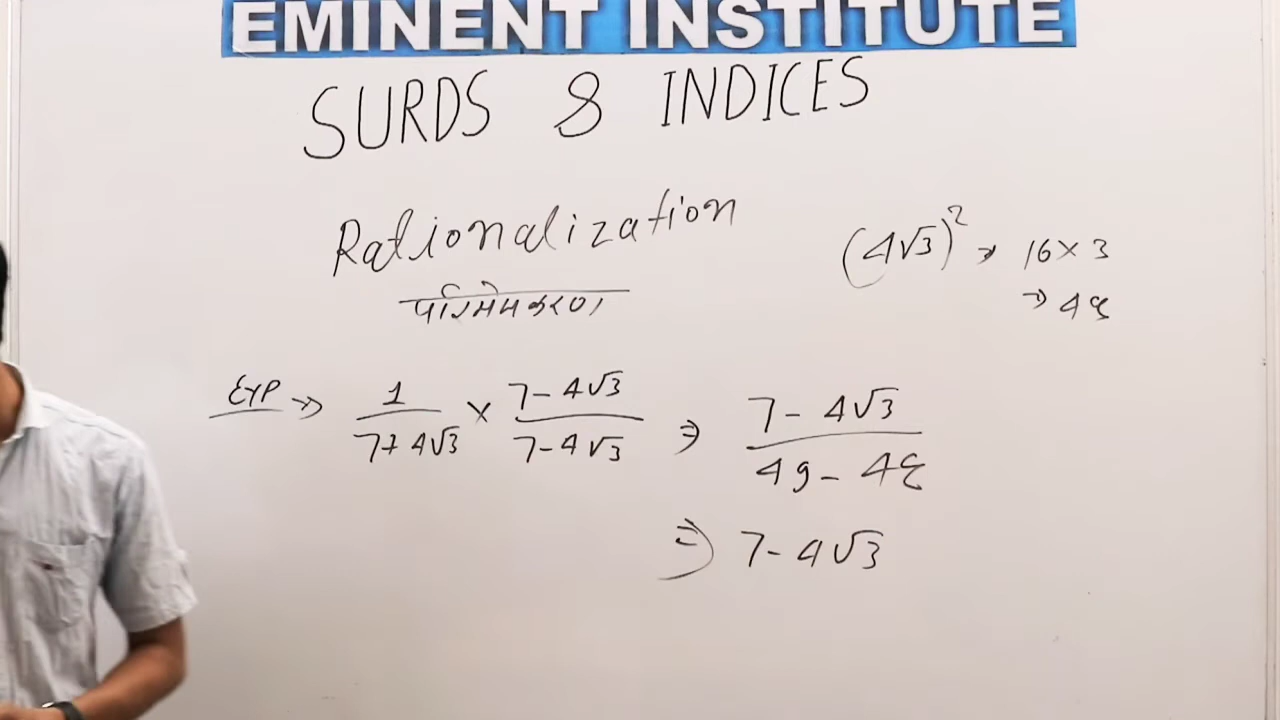 EMINENT INSTITUTE
SURDS & INDICES
Rationalization
परिमेयकरण
(4√3)² → 16 × 3
⇒ 48
EXP →> 1/(7+4√3) × (7-4√3)/(7-4√3) ⇒ (7-4√3)/(49-48)
⇒ 7-4√3